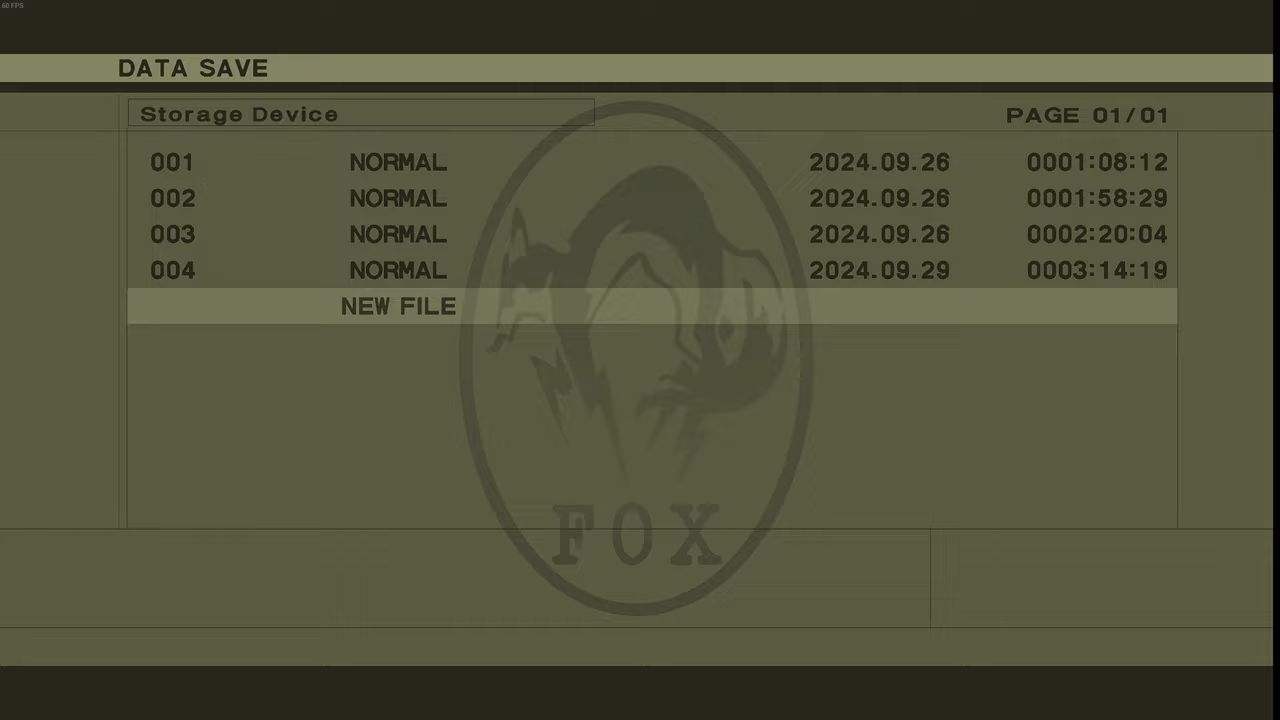 60 FPS
DATA SAVE
Storage Device PAGE 01/01
001 NORMAL 2024.09.26 0001:08:12
002 NORMAL 2024.09.26 0001:58:29
003 NORMAL 2024.09.26 0002:20:04
004 NORMAL 2024.09.29 0003:14:19
NEW FILE
FOX